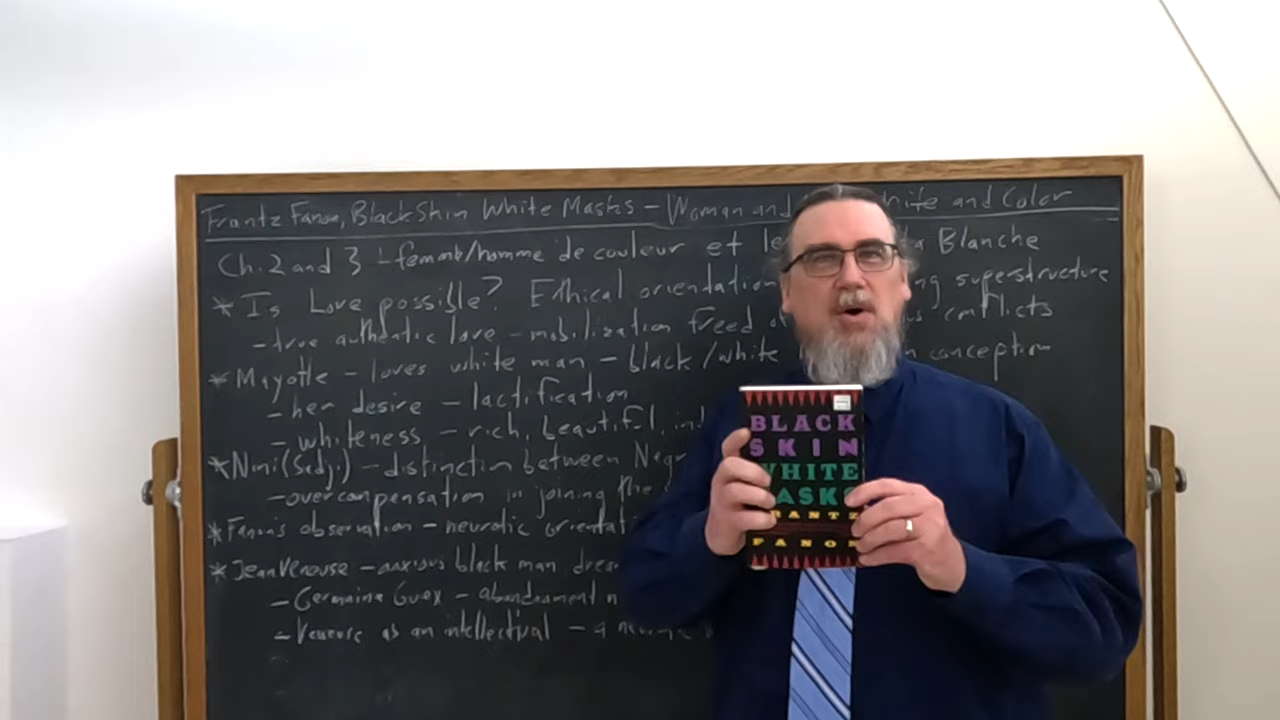 Frantz Fanon, Black Skin White Masks - Woman and White and Color
Ch. 2 and 3 - femme/homme de couleur et le la Blanche
* Is Love possible? Ethical orientation ng superstructure
- true authentic love - mobilization freed of conflicts
* Mayotte - loves white man - black/white conception
- her desire - lactification
- whiteness - rich, beautiful, int
* Nini (Sadji) - distinction between Negr
- overcompensation in joining the
* Fanon's observation - neurotic orientat
* Jean Veneuse - anxious black man
- Germaine Guex - abandonment n
- Veneuse as an intellectual - a
BLACK
SKIN
WHITE
MASKS
FRANTZ
FANON